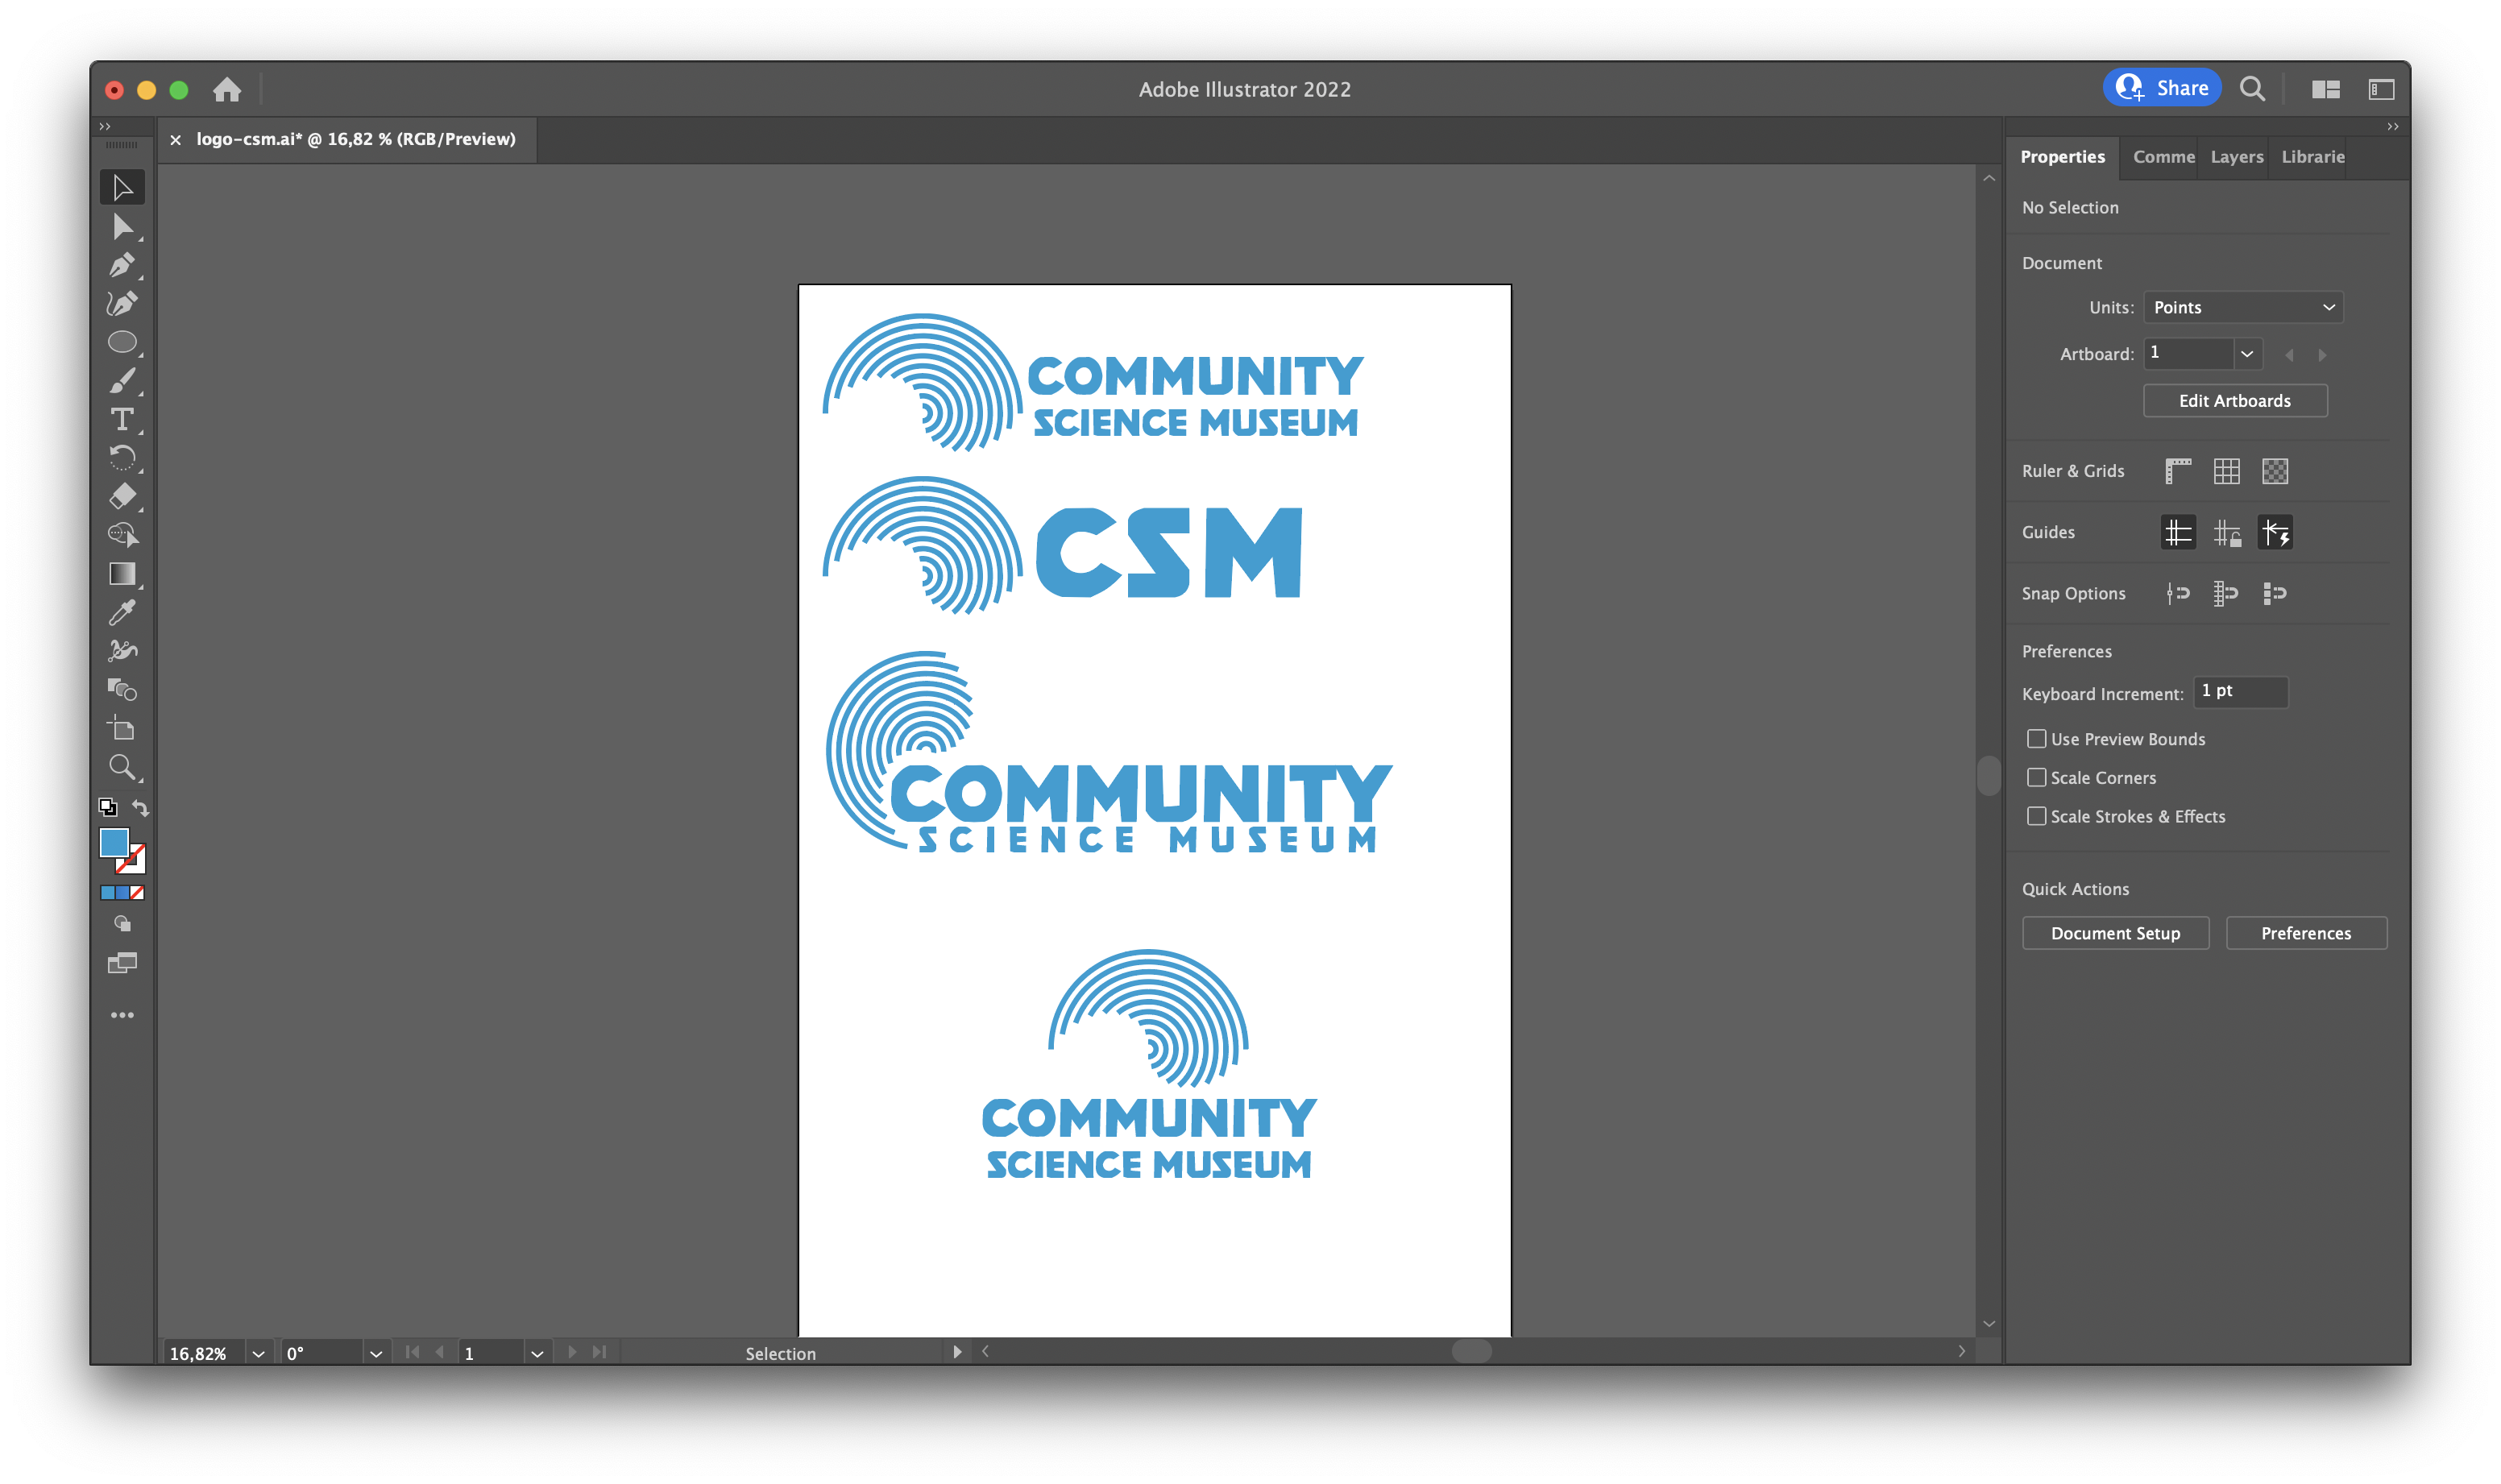 Adobe Illustrator 2022
Share
logo-csm.ai* @ 16,82 % (RGB/Preview)
Properties
Comme
Layers
Librarie
No Selection
Document
Units: Points
Artboard: 1
Edit Artboards
Ruler & Grids
Guides
Snap Options
Preferences
Keyboard Increment: 1 pt
Use Preview Bounds
Scale Corners
Scale Strokes & Effects
Quick Actions
Document Setup
Preferences
COMMUNITY
SCIENCE MUSEUM
CSM
COMMUNITY
SCIENCE MUSEUM
COMMUNITY
SCIENCE MUSEUM
16,82%
0°
1
Selection